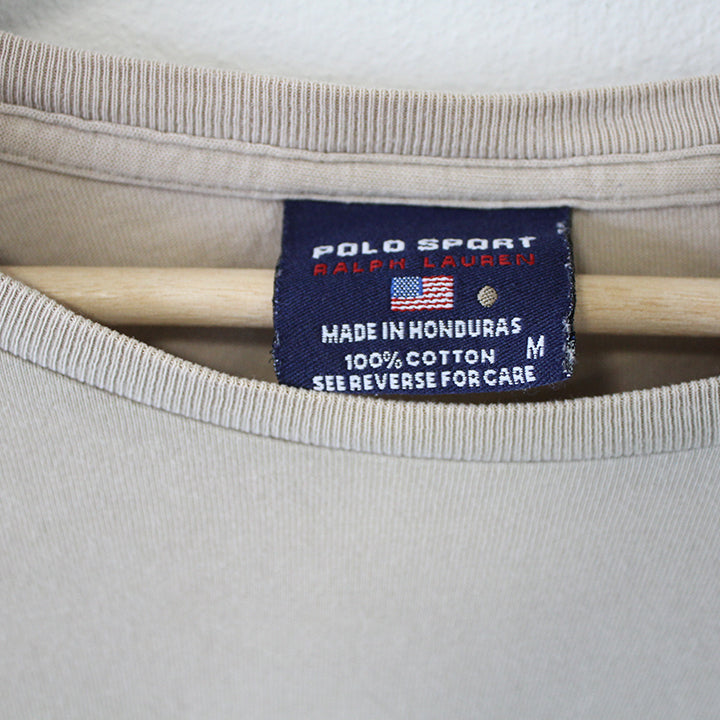 POLO SPORT
RALPH LAUREN
MADE IN HONDURAS
100% COTTON M
SEE REVERSE FOR CARE